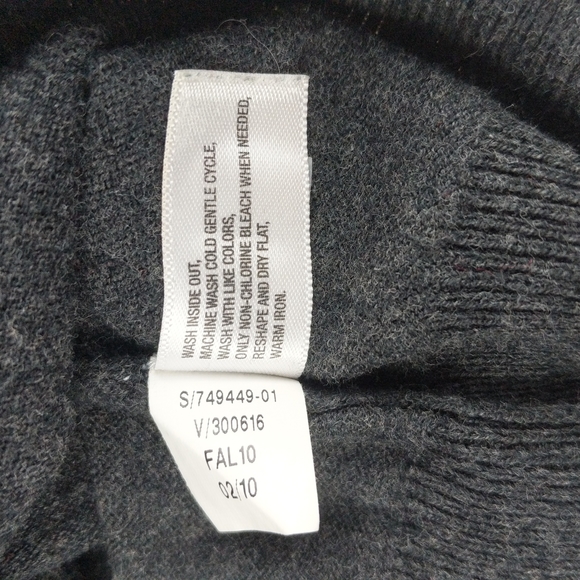 WASH INSIDE OUT,
MACHINE WASH COLD GENTLE CYCLE,
WASH WITH LIKE COLORS,
ONLY NON-CHLORINE BLEACH WHEN NEEDED,
RESHAPE AND DRY FLAT,
WARM IRON.
S/749449-01
V/300616
FAL10
02/10